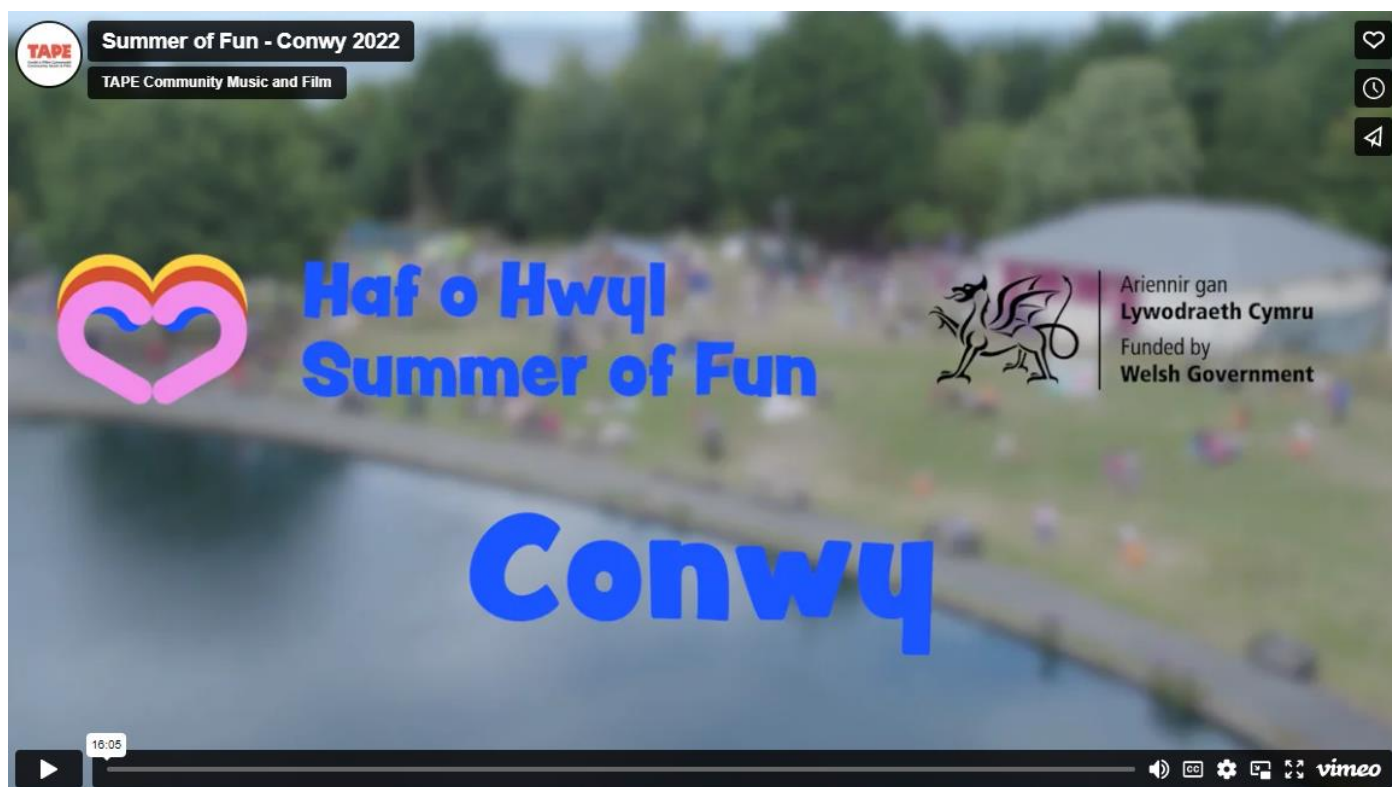 TAPE
Summer of Fun - Conwy 2022
TAPE Community Music and Film
Haf o Hwyl
Summer of Fun
Ariennir gan
Lywodraeth Cymru
Funded by
Welsh Government
Conwy
16:05
CC
vimeo